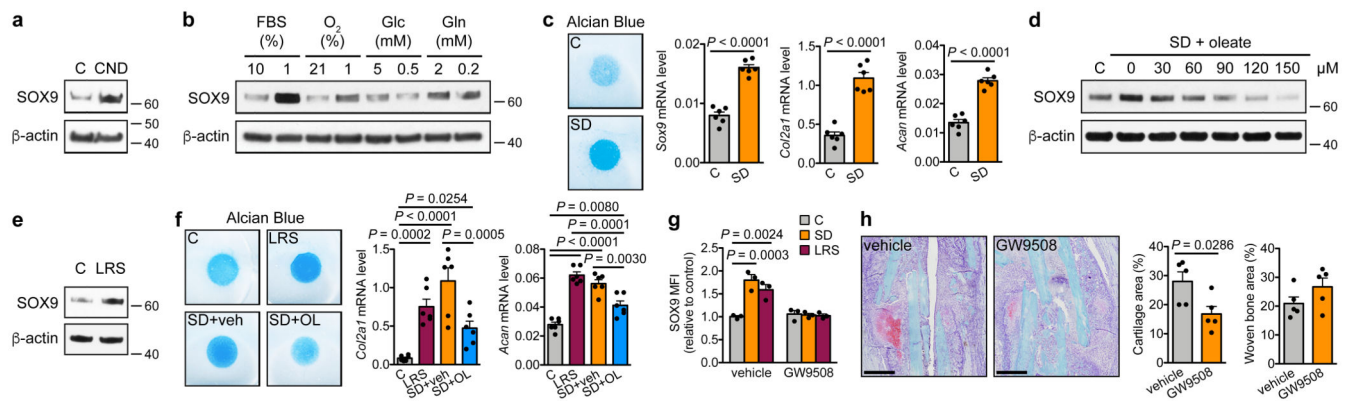 a
C CND
SOX9
β-actin
60
50
40
b
FBS (%)
O2 (%)
Glc (mM)
Gln (mM)
10 1 21 1 5 0.5 2 0.2
SOX9
β-actin
60
40
c
Alcian Blue
C
SD
Sox9 mRNA level
0.02
0.01
0.00
P < 0.0001
C SD
Col2a1 mRNA level
1.5
1.0
0.5
0.0
P < 0.0001
C SD
Acan mRNA level
0.04
0.03
0.02
0.01
0.00
P < 0.0001
C SD
d
SD + oleate
C 0 30 60 90 120 150 µM
SOX9
β-actin
60
40
e
C LRS
SOX9
β-actin
60
40
f
Alcian Blue
C
LRS
SD+veh
SD+OL
Col2a1 mRNA level
1.5
1.0
0.5
0.0
P = 0.0254
P < 0.0001
P = 0.0002
P = 0.0005
C LRS SD+veh SD+OL
Acan mRNA level
0.08
0.06
0.04
0.02
0.00
P = 0.0080
P = 0.0001
P < 0.0001
P = 0.0030
C LRS SD+veh SD+OL
g
C
SD
LRS
SOX9 MFI
(relative to control)
2.5
2.0
1.5
1.0
0.5
0.0
P = 0.0024
P = 0.0003
vehicle GW9508
h
vehicle
GW9508
Cartilage area (%)
40
30
20
10
0
P = 0.0286
vehicle
GW9508
Woven bone area (%)
40
30
20
10
0
vehicle
GW9508